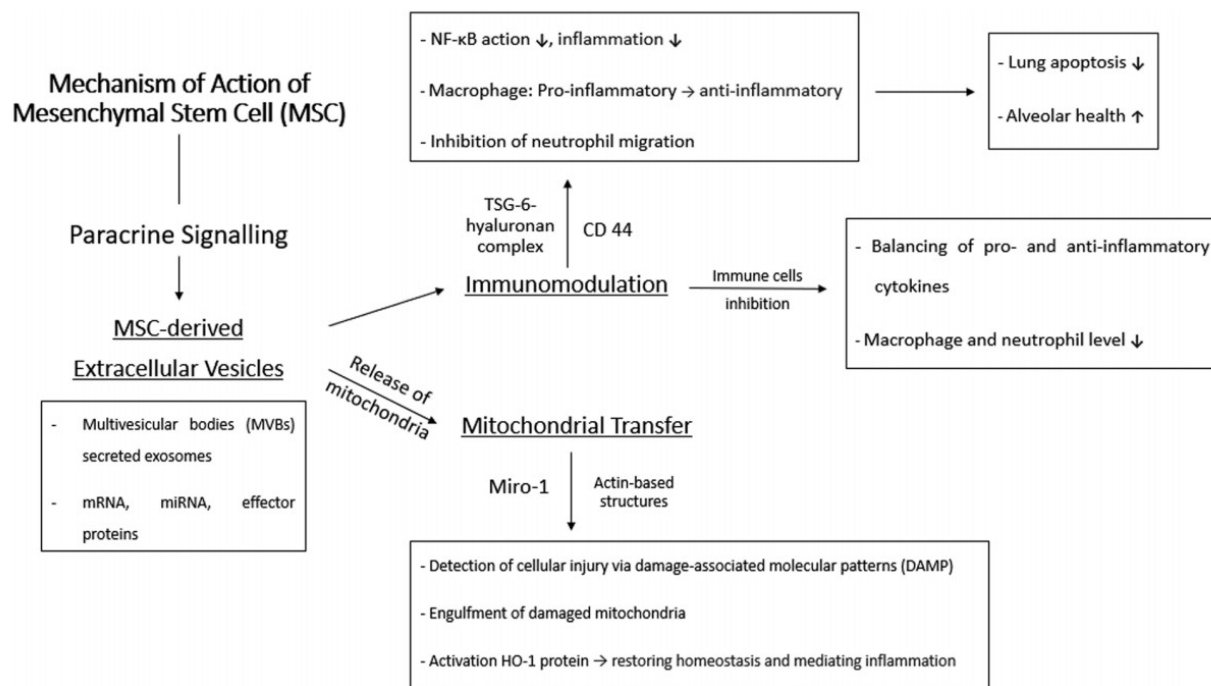 Mechanism of Action of
Mesenchymal Stem Cell (MSC)
Paracrine Signalling
MSC-derived
Extracellular Vesicles
- Multivesicular bodies (MVBs)
secreted exosomes
- mRNA, miRNA, effector
proteins
- NF-κB action ↓, inflammation ↓
- Macrophage: Pro-inflammatory → anti-inflammatory
- Inhibition of neutrophil migration
- Lung apoptosis ↓
- Alveolar health ↑
TSG-6-
hyaluronan
complex
CD 44
Immunomodulation
Immune cells
inhibition
- Balancing of pro- and anti-inflammatory
cytokines
- Macrophage and neutrophil level ↓
Release of
mitochondria
Mitochondrial Transfer
Miro-1
Actin-based
structures
- Detection of cellular injury via damage-associated molecular patterns (DAMP)
- Engulfment of damaged mitochondria
- Activation HO-1 protein → restoring homeostasis and mediating inflammation